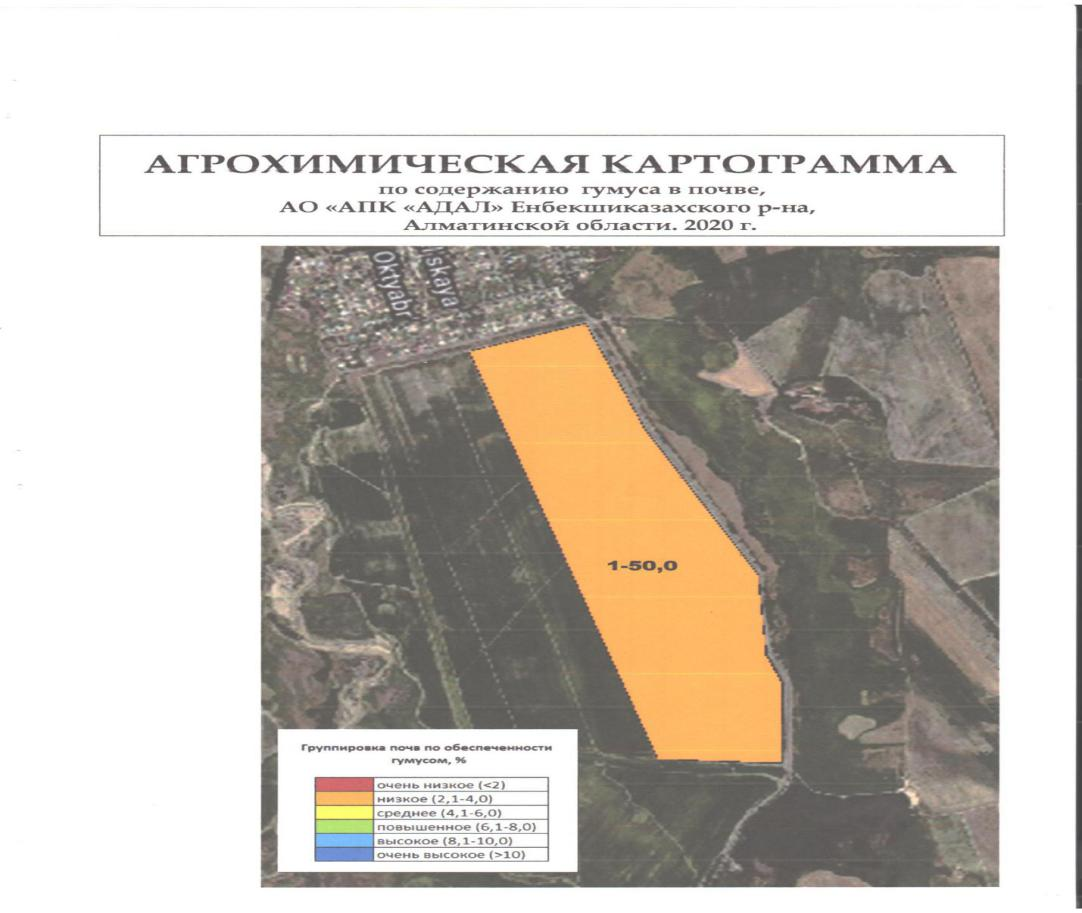 АГРОХИМИЧЕСКАЯ КАРТОГРАММА
по содержанию гумуса в почве,
АО «АПК «АДАЛ» Енбекшиказахского р-на,
Алматинской области. 2020 г.
Oktyabr
'skaya
1-50,0
Группировка почв по обеспеченности
гумусом, %
очень низкое (<2)
низкое (2,1-4,0)
среднее (4,1-6,0)
повышенное (6,1-8,0)
высокое (8,1-10,0)
очень высокое (>10)